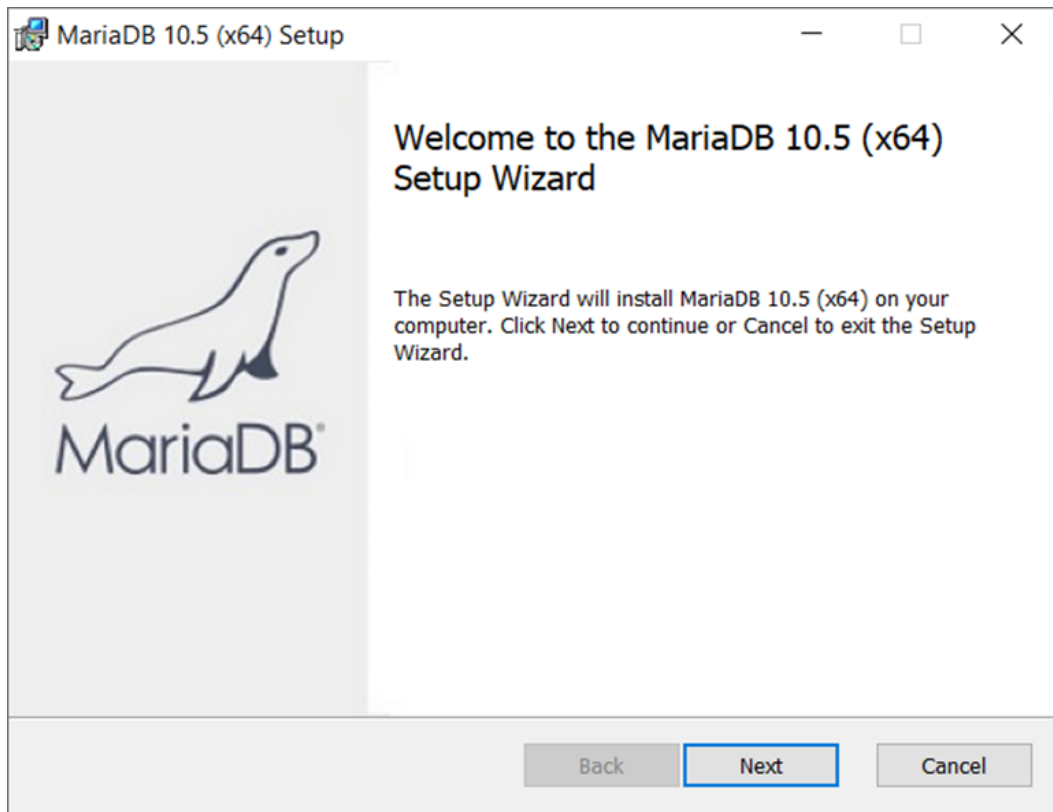 MariaDB 10.5 (x64) Setup
Welcome to the MariaDB 10.5 (x64)
Setup Wizard
The Setup Wizard will install MariaDB 10.5 (x64) on your
computer. Click Next to continue or Cancel to exit the Setup
Wizard.
MariaDB®
Back Next Cancel